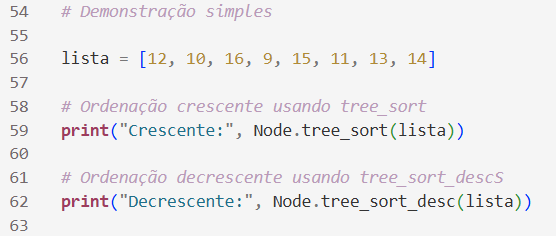 54 # Demonstração simples
55
56 lista = [12, 10, 16, 9, 15, 11, 13, 14]
57
58 # Ordenação crescente usando tree_sort
59 print("Crescente:", Node.tree_sort(lista))
60
61 # Ordenação decrescente usando tree_sort_descS
62 print("Decrescente:", Node.tree_sort_desc(lista))
63